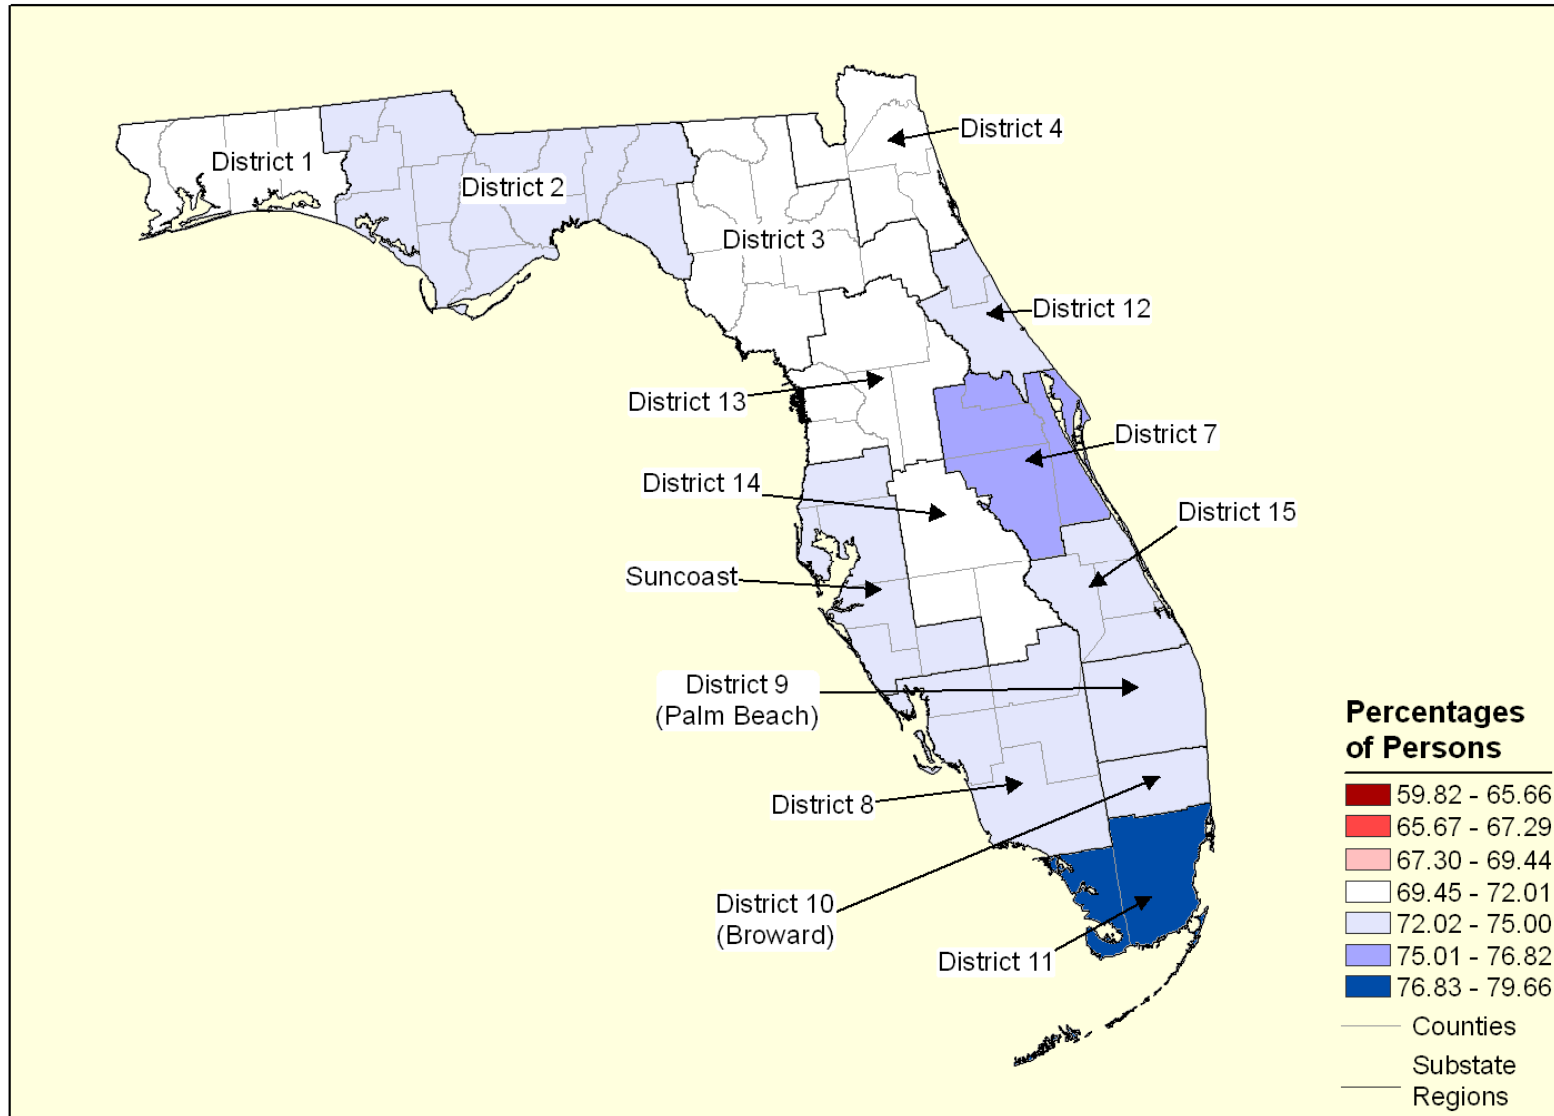 District 4
District 1
District 2
District 3
District 12
District 13
District 7
District 14
District 15
Suncoast
District 9
(Palm Beach)
District 8
District 10
(Broward)
District 11
Percentages
of Persons
59.82 - 65.66
65.67 - 67.29
67.30 - 69.44
69.45 - 72.01
72.02 - 75.00
75.01 - 76.82
76.83 - 79.66
Counties
Substate
Regions